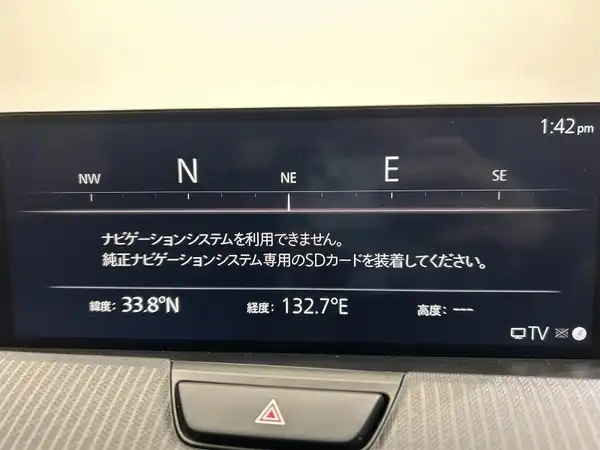 1:42 pm
NW N NE E SE
ナビゲーションシステムを利用できません。
純正ナビゲーションシステム専用のSDカードを装着してください。
緯度: 33.8°N 経度: 132.7°E 高度: ---
TV